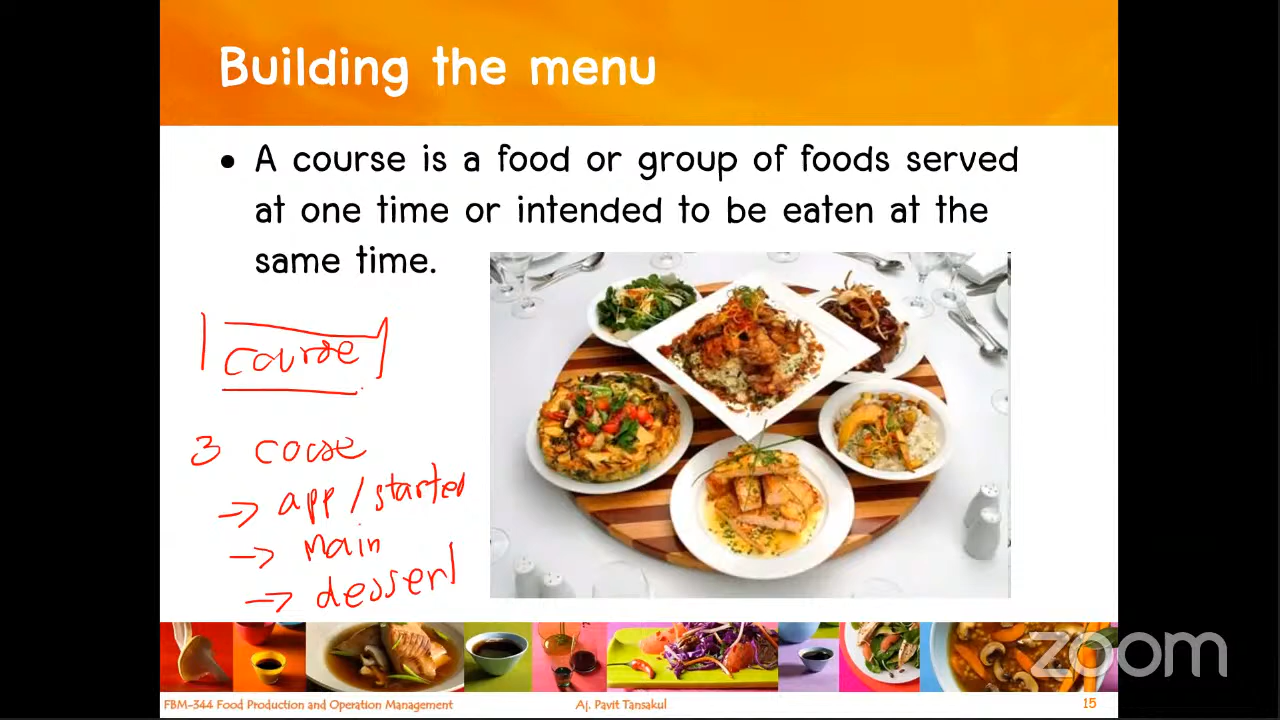 Building the menu
• A course is a food or group of foods served
at one time or intended to be eaten at the
same time.
course
3 course
→ app/started
→ main
→ dessert
zoom
FBM-344 Food Production and Operation Management
Aj. Pavit Tansakul
15